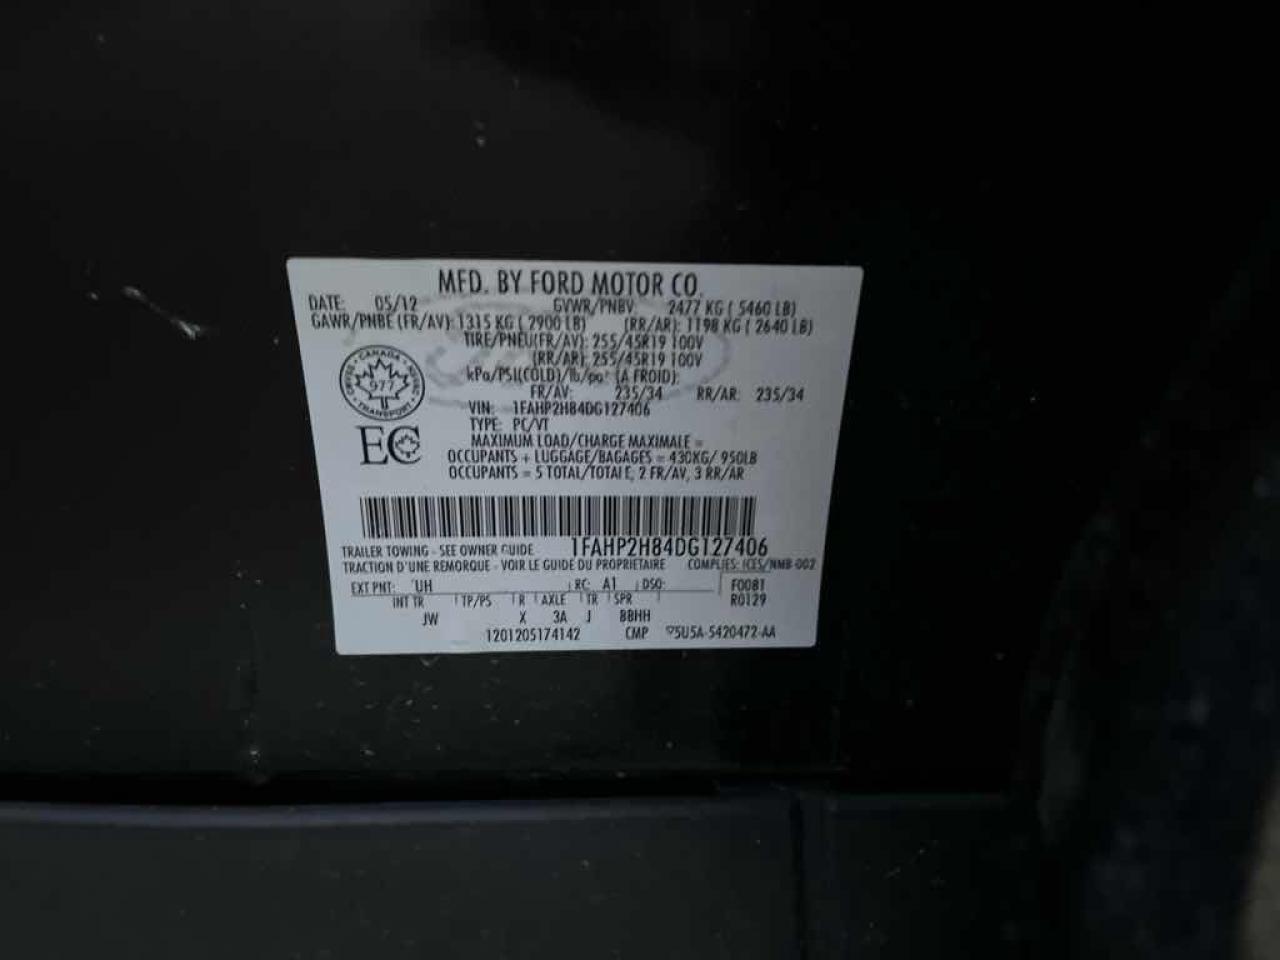 MFD. BY FORD MOTOR CO.
DATE: 05/12 GVWR/PNBV: 2477 KG ( 5460 LB)
GAWR/PNBE (FR/AV): 1315 KG ( 2900 LB) (RR/AR): 1198 KG ( 2640 LB)
TIRE/PNEU(FR/AV): 255/45R19 100V
(RR/AR): 255/45R19 100V
kPa/PSI(COLD)/lb/po² (A FROID):
FR/AV: 235/34 RR/AR: 235/34
VIN: 1FAHP2H84DG127406
TYPE: PC/VT
MAXIMUM LOAD/CHARGE MAXIMALE =
OCCUPANTS + LUGGAGE/BAGAGES = 430KG/ 950LB
OCCUPANTS = 5 TOTAL/TOTALE, 2 FR/AV, 3 RR/AR
CANADA
977
TRANSPORT
EC
1FAHP2H84DG127406
TRAILER TOWING - SEE OWNER GUIDE
TRACTION D'UNE REMORQUE - VOIR LE GUIDE DU PROPRIETAIRE COMPLIES: ICES/NMB-002
EXT PNT: UH RC: A1 DSO: F0081
INT TR TP/PS R AXLE TR SPR R0129
JW X 3A J BBHH
1201205174142 CMP 5U5A-5420472-AA